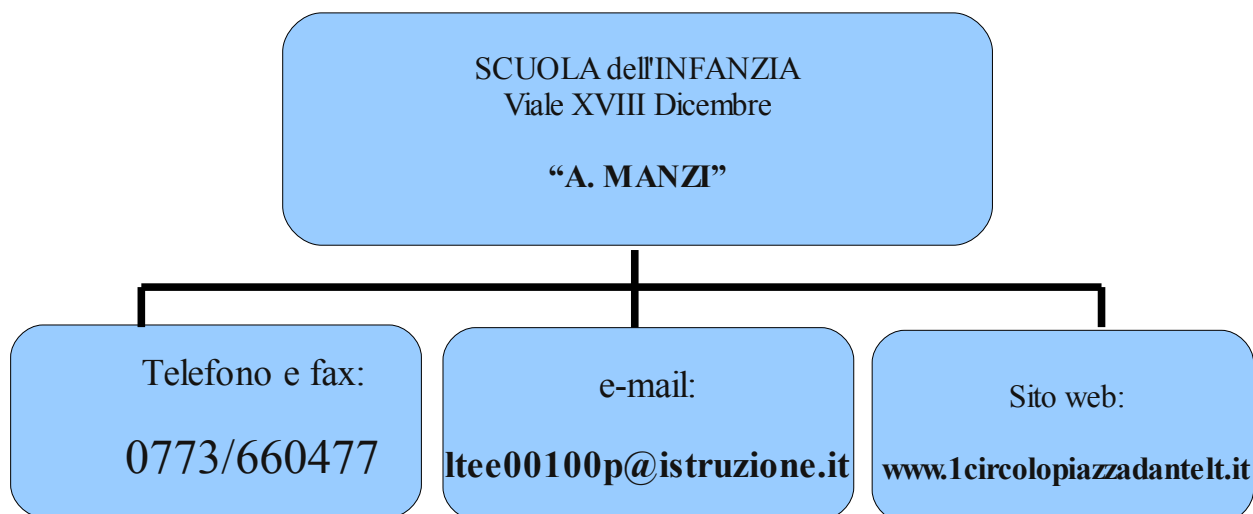 SCUOLA dell'INFANZIA
Viale XVIII Dicembre
“A. MANZI”
Telefono e fax:
0773/660477
e-mail:
ltee00100p@istruzione.it
Sito web:
www.1circolopiazzadantelt.it